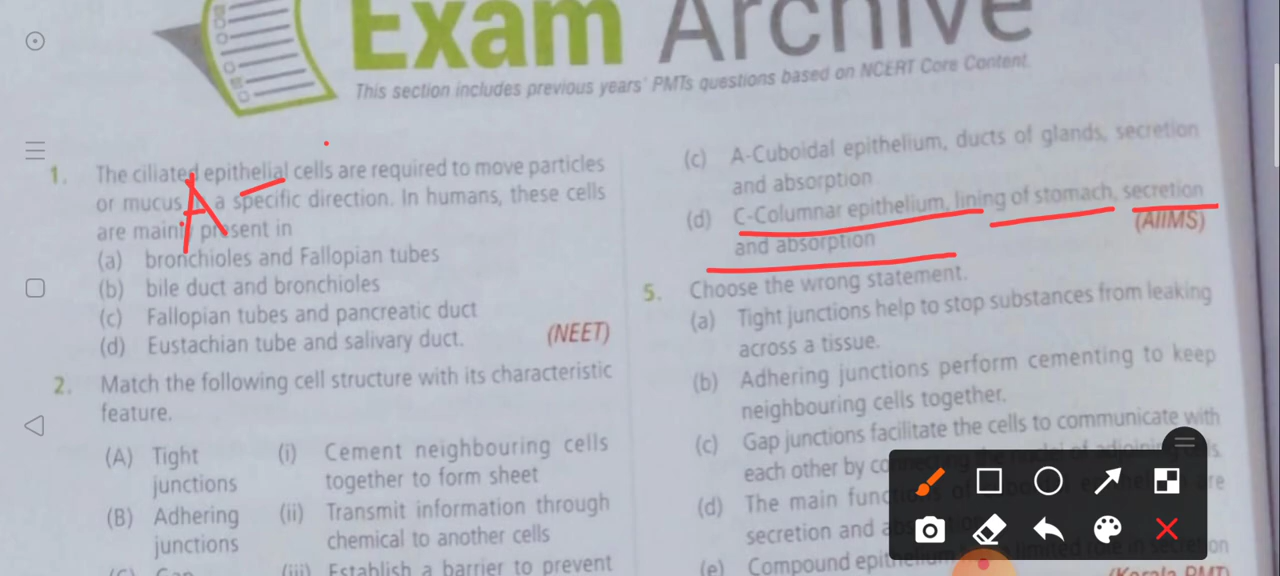 Exam Archive
This section includes previous years' PMTs questions based on NCERT Core Content.
1. The ciliated epithelial cells are required to move particles
or mucus a specific direction. In humans, these cells
are mainly present in
(a) bronchioles and Fallopian tubes
(b) bile duct and bronchioles
(c) Fallopian tubes and pancreatic duct
(d) Eustachian tube and salivary duct. (NEET)
A
2. Match the following cell structure with its characteristic
feature.
(A) Tight (i) Cement neighbouring cells
junctions together to form sheet
(B) Adhering (ii) Transmit information through
junctions chemical to another cells
(iii) Establish a barrier to prevent
(c) A-Cuboidal epithelium, ducts of glands, secretion
and absorption
(d) C-Columnar epithelium, lining of stomach, secretion
and absorption (AIIMS)
5. Choose the wrong statement.
(a) Tight junctions help to stop substances from leaking
across a tissue.
(b) Adhering junctions perform cementing to keep
neighbouring cells together.
(c) Gap junctions facilitate the cells to communicate with
each other by
(d) The main
secretion and
(e) Compound
(Kerala PMT)